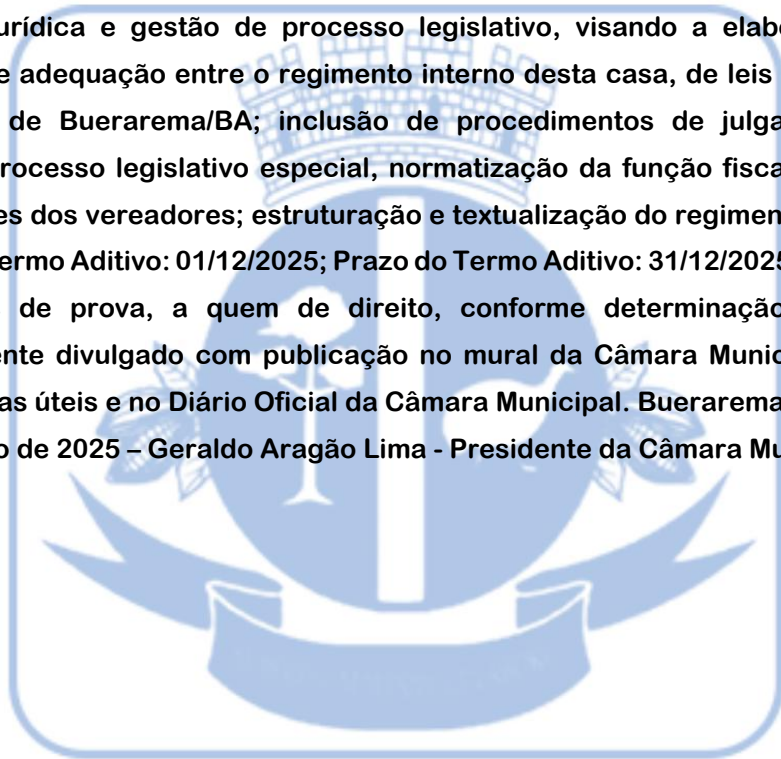 urídica e gestão de processo legislativo, visando a elab
e adequação entre o regimento interno desta casa, de leis
de Buerarema/BA; inclusão de procedimentos de julga
rocesso legislativo especial, normatização da função fisca
es dos vereadores; estruturação e textualização do regimen
ermo Aditivo: 01/12/2025; Prazo do Termo Aditivo: 31/12/2025
de prova, a quem de direito, conforme determinação
nte divulgado com publicação no mural da Câmara Munic
as úteis e no Diário Oficial da Câmara Municipal. Buerarema
o de 2025 – Geraldo Aragão Lima - Presidente da Câmara Mu